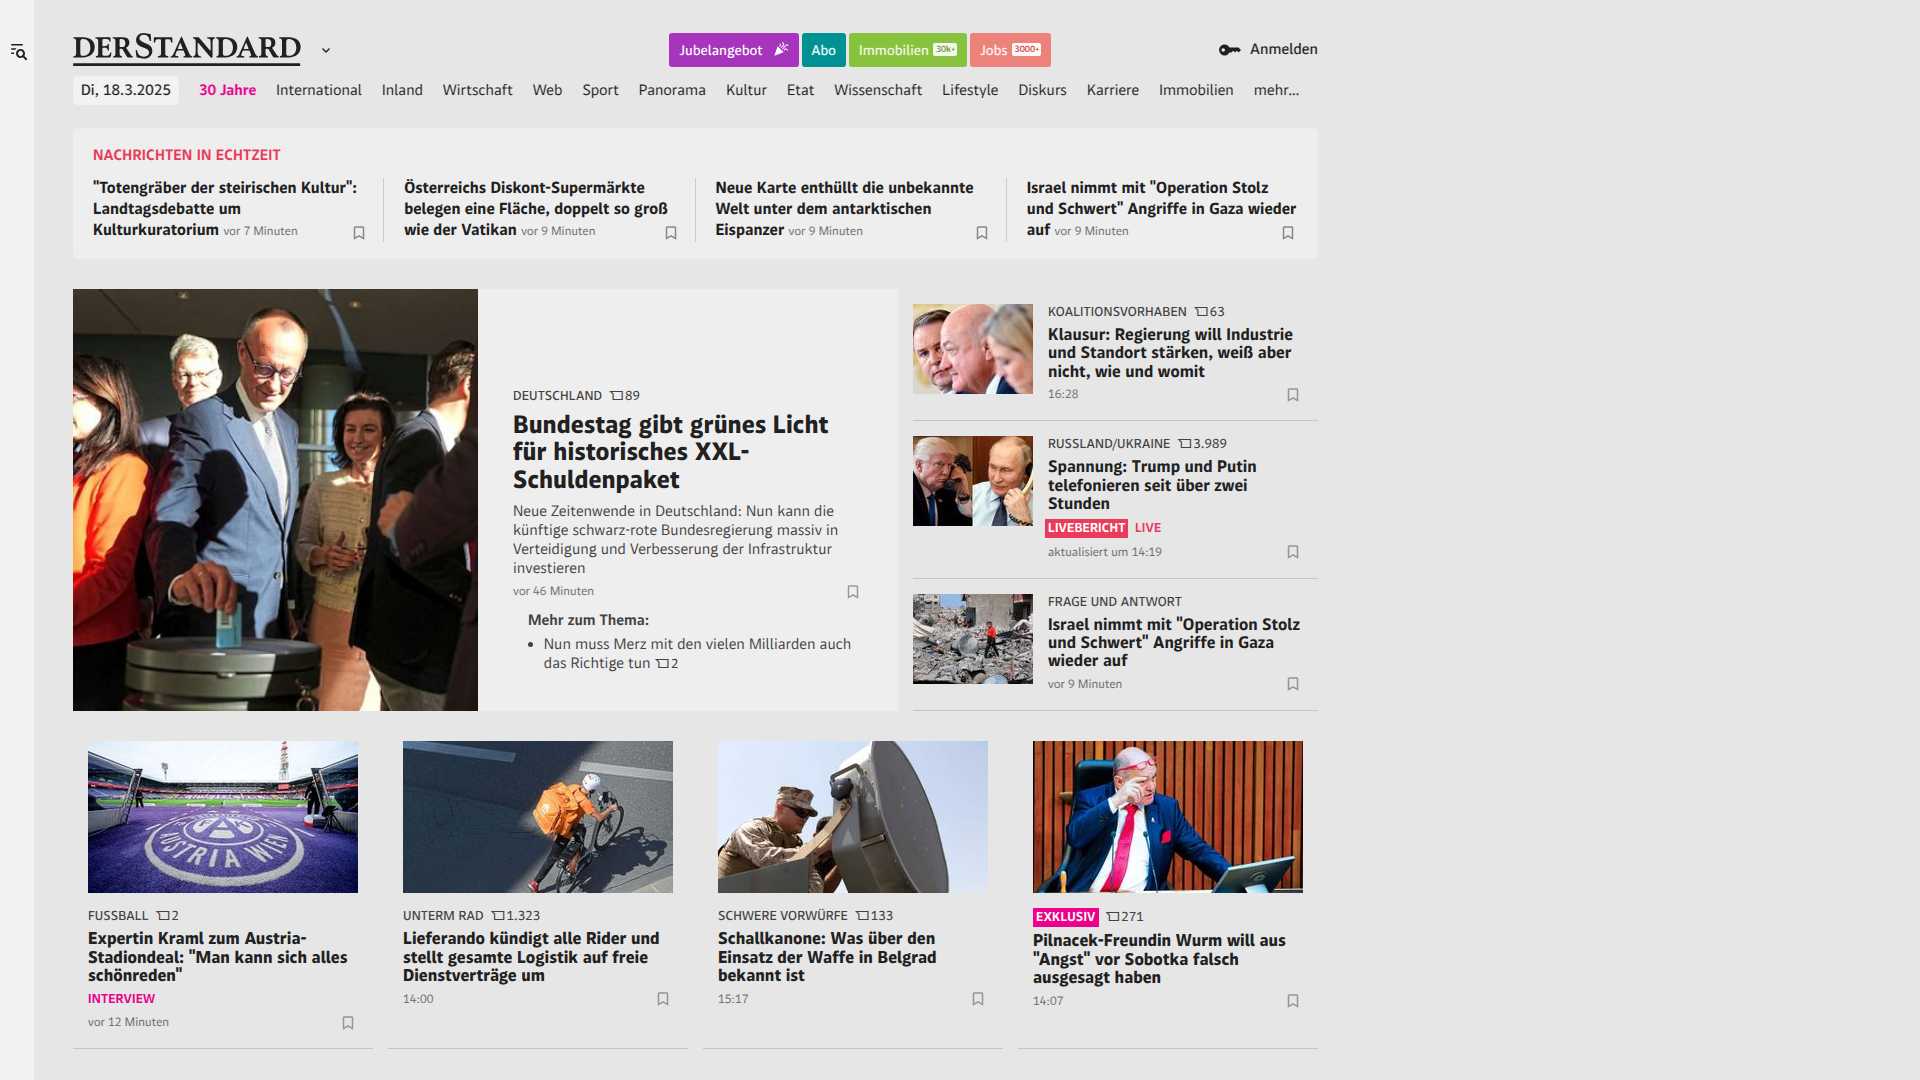 DERSTANDARD
Jubelangebot
Abo
Immobilien 30k+
Jobs 3000+
Anmelden
Di, 18.3.2025
30 Jahre
International
Inland
Wirtschaft
Web
Sport
Panorama
Kultur
Etat
Wissenschaft
Lifestyle
Diskurs
Karriere
Immobilien
mehr...
NACHRICHTEN IN ECHTZEIT
"Totengräber der steirischen Kultur":
Landtagsdebatte um
Kulturkuratorium vor 7 Minuten
Österreichs Diskont-Supermärkte
belegen eine Fläche, doppelt so groß
wie der Vatikan vor 9 Minuten
Neue Karte enthüllt die unbekannte
Welt unter dem antarktischen
Eispanzer vor 9 Minuten
Israel nimmt mit "Operation Stolz
und Schwert" Angriffe in Gaza wieder
auf vor 9 Minuten
DEUTSCHLAND 89
Bundestag gibt grünes Licht
für historisches XXL-
Schuldenpaket
Neue Zeitenwende in Deutschland: Nun kann die
künftige schwarz-rote Bundesregierung massiv in
Verteidigung und Verbesserung der Infrastruktur
investieren
vor 46 Minuten
Mehr zum Thema:
• Nun muss Merz mit den vielen Milliarden auch
das Richtige tun 2
KOALITIONSVORHABEN 63
Klausur: Regierung will Industrie
und Standort stärken, weiß aber
nicht, wie und womit
16:28
RUSSLAND/UKRAINE 3.989
Spannung: Trump und Putin
telefonieren seit über zwei
Stunden
LIVEBERICHT LIVE
aktualisiert um 14:19
FRAGE UND ANTWORT
Israel nimmt mit "Operation Stolz
und Schwert" Angriffe in Gaza
wieder auf
vor 9 Minuten
AUSTRIA WIEN
FUSSBALL 2
Expertin Kraml zum Austria-
Stadiondeal: "Man kann sich alles
schönreden"
INTERVIEW
vor 12 Minuten
UNTERM RAD 1.323
Lieferando kündigt alle Rider und
stellt gesamte Logistik auf freie
Dienstverträge um
14:00
SCHWERE VORWÜRFE 133
Schallkanone: Was über den
Einsatz der Waffe in Belgrad
bekannt ist
15:17
EXKLUSIV 271
Pilnacek-Freundin Wurm will aus
"Angst" vor Sobotka falsch
ausgesagt haben
14:07